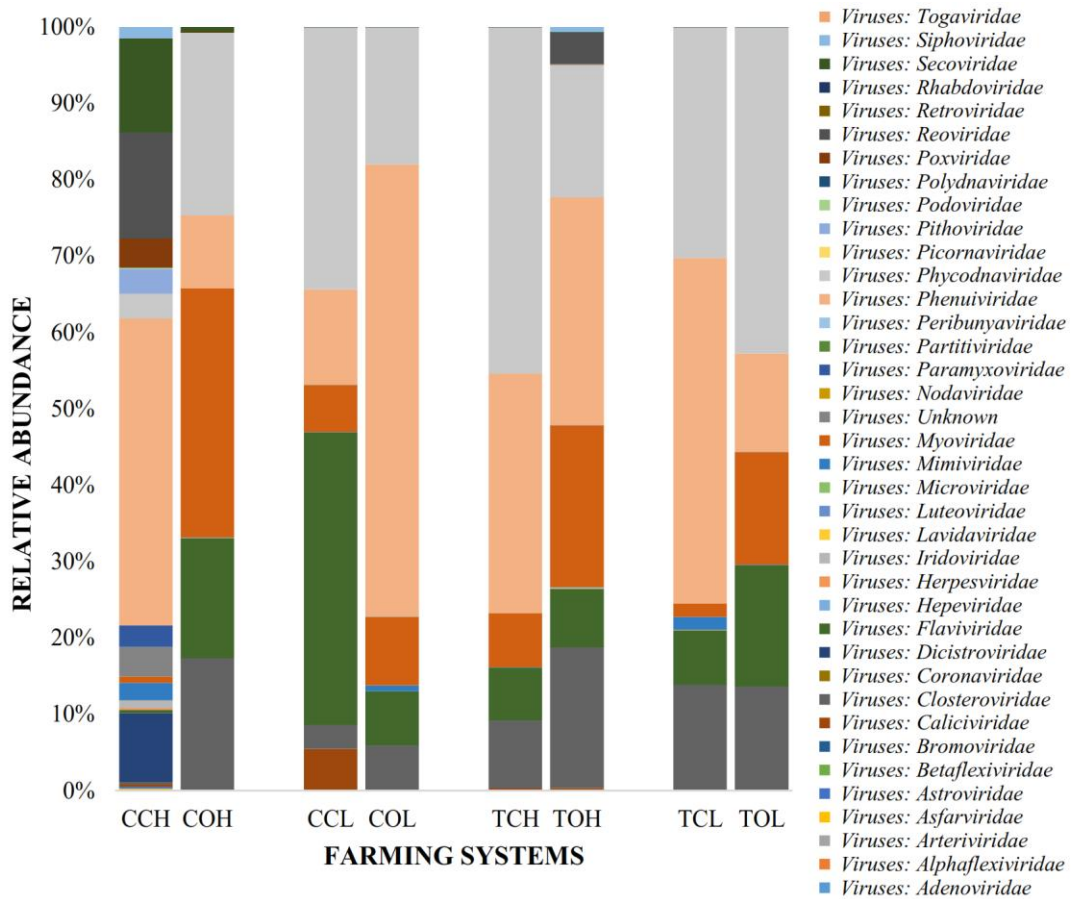 100%
90%
80%
70%
60%
50%
40%
30%
20%
10%
0%
RELATIVE ABUNDANCE
CCH COH CCL COL TCH TOH TCL TOL
FARMING SYSTEMS
Viruses: Togaviridae
Viruses: Siphoviridae
Viruses: Secoviridae
Viruses: Rhabdoviridae
Viruses: Retroviridae
Viruses: Reoviridae
Viruses: Poxviridae
Viruses: Polydnaviridae
Viruses: Podoviridae
Viruses: Pithoviridae
Viruses: Picornaviridae
Viruses: Phycodnaviridae
Viruses: Phenuiviridae
Viruses: Peribunyaviridae
Viruses: Partitiviridae
Viruses: Paramyxoviridae
Viruses: Nodaviridae
Viruses: Unknown
Viruses: Myoviridae
Viruses: Mimiviridae
Viruses: Microviridae
Viruses: Luteoviridae
Viruses: Lavidaviridae
Viruses: Iridoviridae
Viruses: Herpesviridae
Viruses: Hepeviridae
Viruses: Flaviviridae
Viruses: Dicistroviridae
Viruses: Coronaviridae
Viruses: Closteroviridae
Viruses: Caliciviridae
Viruses: Bromoviridae
Viruses: Betaflexiviridae
Viruses: Astroviridae
Viruses: Asfarviridae
Viruses: Arteriviridae
Viruses: Alphaflexiviridae
Viruses: Adenoviridae